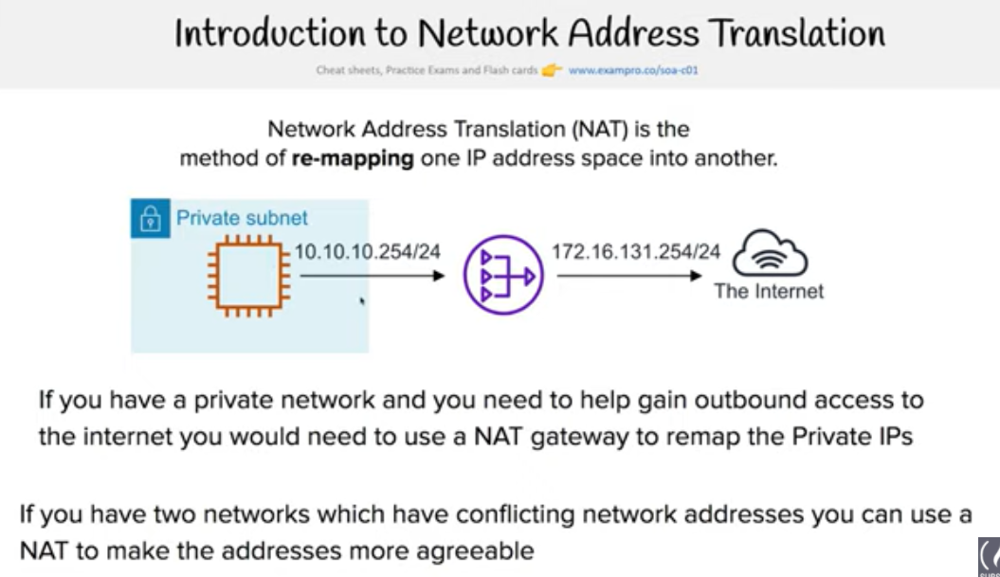 Introduction to Network Address Translation
Cheat sheets, Practice Exams and Flash cards 👉 www.exampro.co/soa-c01
Network Address Translation (NAT) is the
method of re-mapping one IP address space into another.
Private subnet
10.10.10.254/24
172.16.131.254/24
The Internet
If you have a private network and you need to help gain outbound access to
the internet you would need to use a NAT gateway to remap the Private IPs
If you have two networks which have conflicting network addresses you can use a
NAT to make the addresses more agreeable